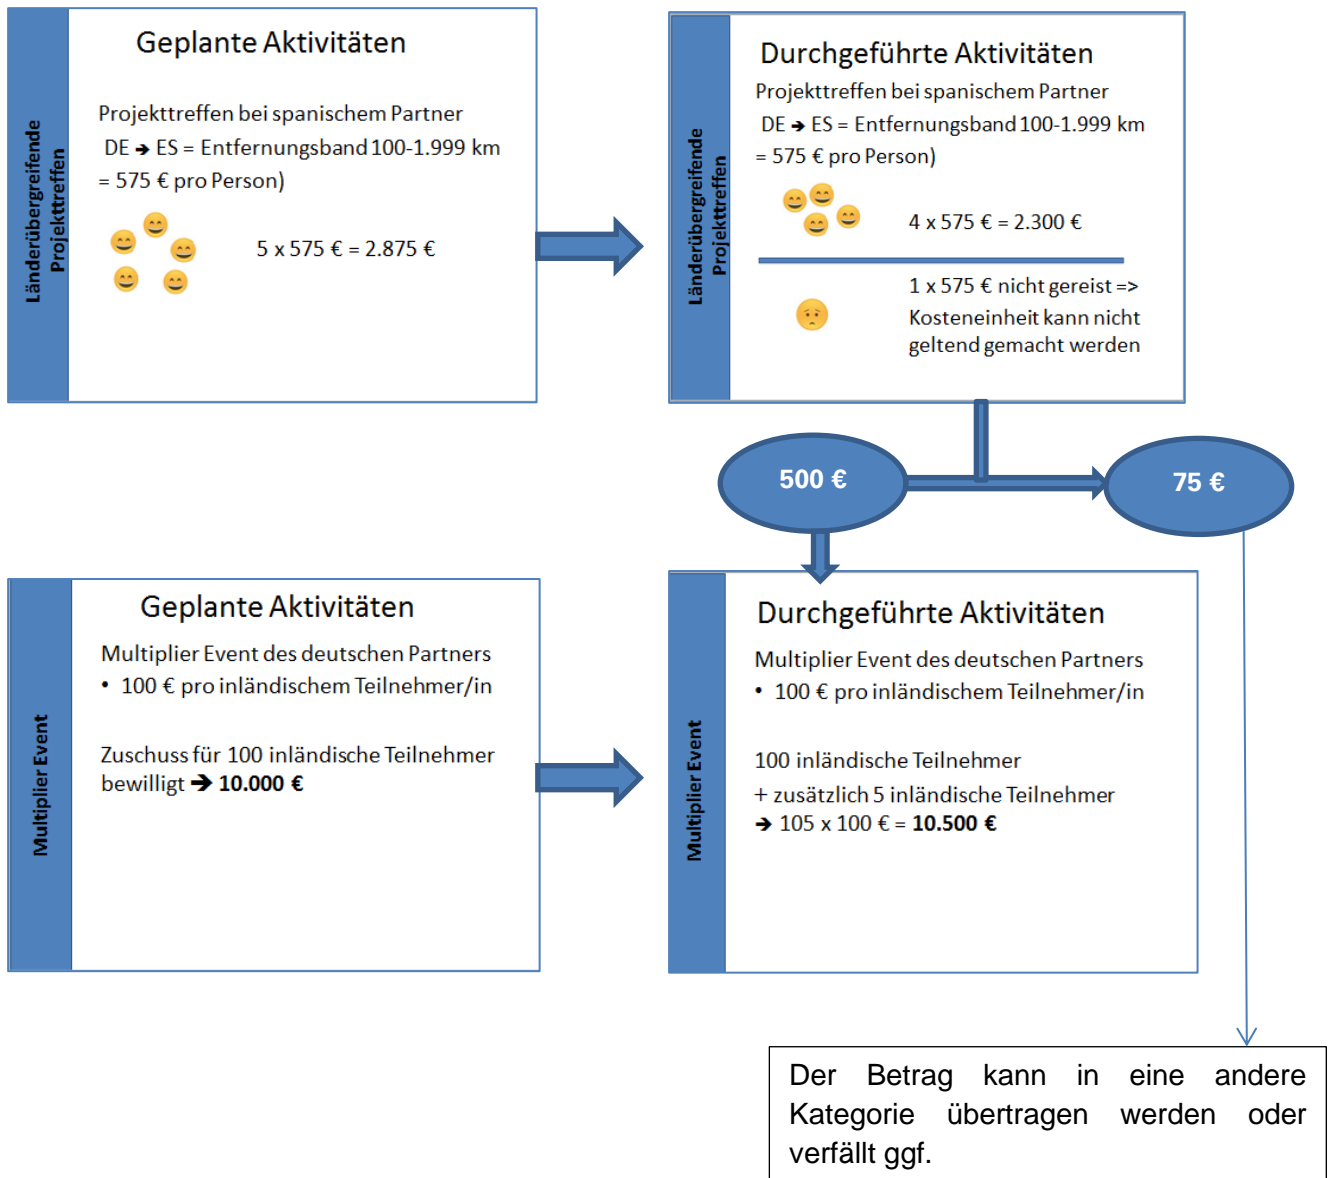 Länderübergreifende
Projekttreffen
Geplante Aktivitäten
Projekttreffen bei spanischem Partner
DE → ES = Entfernungsband 100-1.999 km
= 575 € pro Person)
5 x 575 € = 2.875 €
Länderübergreifende
Projekttreffen
Durchgeführte Aktivitäten
Projekttreffen bei spanischem Partner
DE → ES = Entfernungsband 100-1.999 km
= 575 € pro Person)
4 x 575 € = 2.300 €
1 x 575 € nicht gereist =>
Kosteneinheit kann nicht
geltend gemacht werden
500 €
75 €
Multiplier Event
Geplante Aktivitäten
Multiplier Event des deutschen Partners
• 100 € pro inländischem Teilnehmer/in
Zuschuss für 100 inländische Teilnehmer
bewilligt → 10.000 €
Multiplier Event
Durchgeführte Aktivitäten
Multiplier Event des deutschen Partners
• 100 € pro inländischem Teilnehmer/in
100 inländische Teilnehmer
+ zusätzlich 5 inländische Teilnehmer
→ 105 x 100 € = 10.500 €
Der Betrag kann in eine andere
Kategorie übertragen werden oder
verfällt ggf.